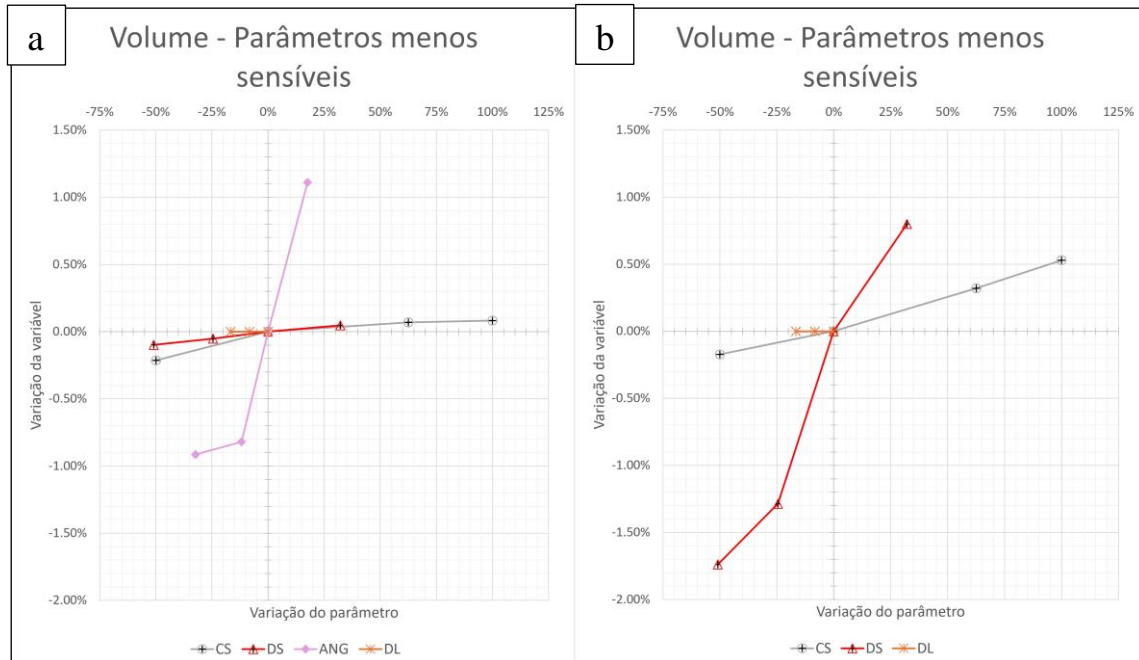 a
Volume - Parâmetros menos
sensíveis
-75% -50% -25% 0% 25% 50% 75% 100% 125%
1.50%
1.00%
0.50%
0.00%
-0.50%
-1.00%
-1.50%
-2.00%
Variação da variável
Variação do parâmetro
CS DS ANG DL
b
Volume - Parâmetros menos
sensíveis
-75% -50% -25% 0% 25% 50% 75% 100% 125%
1.50%
1.00%
0.50%
0.00%
-0.50%
-1.00%
-1.50%
-2.00%
Variação da variável
Variação do parâmetro
CS DS DL